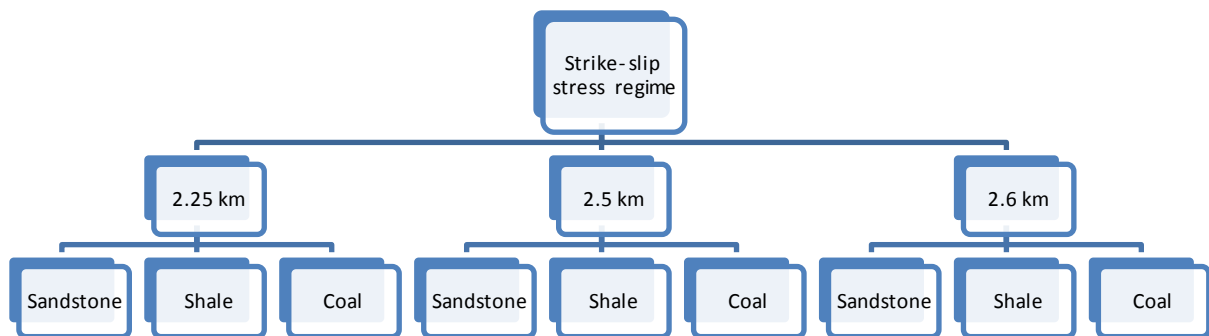 Strike-slip
stress regime
2.25 km
2.5 km
2.6 km
Sandstone
Shale
Coal
Sandstone
Shale
Coal
Sandstone
Shale
Coal